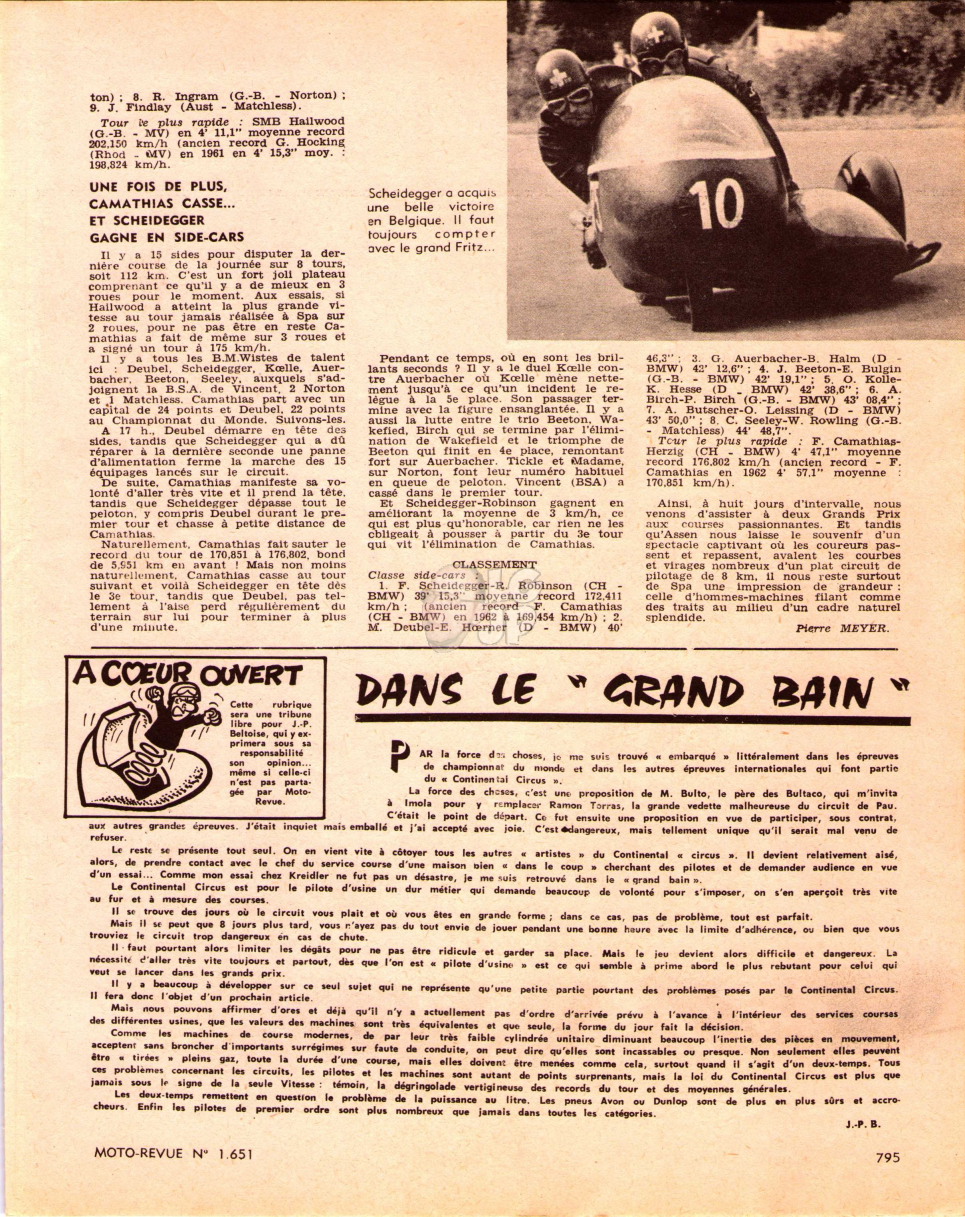 ton) ; 8. R. Ingram (G.-B. - Norton) ;
9. J. Findlay (Aust - Matchless).
Tour le plus rapide : SMB Hailwood
(G.-B. - MV) en 4' 11,1" moyenne record
202,150 km/h (ancien record G. Hocking
(Rhod - MV) en 1961 en 4' 15,3" moy. :
198,824 km/h.
UNE FOIS DE PLUS,
CAMATHIAS CASSE...
ET SCHEIDEGGER
GAGNE EN SIDE-CARS
Il y a 15 sides pour disputer la der-
nière course de la journée sur 8 tours,
soit 112 km. C'est un fort joli plateau
comprenant ce qu'il y a de mieux en 3
roues pour le moment. Aux essais, si
Hailwood a atteint la plus grande vi-
tesse au tour jamais réalisée à Spa sur
2 roues, pour ne pas être en reste Ca-
mathias a fait de même sur 3 roues et
a signé un tour à 175 km/h.
Il y a tous les B.M.Wistes de talent
ici : Deubel, Scheidegger, Kœlle, Auer-
bacher, Beeton, Seeley, auxquels s'ad-
joignent la B.S.A. de Vincent, 2 Norton
et 1 Matchless. Camathias part avec un
capital de 24 points et Deubel, 22 points
au Championnat du Monde. Suivons-les.
A 17 h., Deubel démarre en tête des
sides, tandis que Scheidegger qui a dû
réparer à la dernière seconde une panne
d'alimentation ferme la marche des 15
équipages lancés sur le circuit.
De suite, Camathias manifeste sa vo-
lonté d'aller très vite et il prend la tête,
tandis que Scheidegger dépasse tout le
peloton, y compris Deubel durant le pre-
mier tour et chasse à petite distance de
Camathias.
Naturellement, Camathias fait sauter le
record du tour de 170,851 à 176,802, bond
de 5,951 km en avant ! Mais non moins
naturellement, Camathias casse au tour
suivant et voilà Scheidegger en tête dès
le 3e tour, tandis que Deubel, pas tel-
lement à l'aise perd régulièrement du
terrain sur lui pour terminer à plus
d'une minute.
Scheidegger a acquis
une belle victoire
en Belgique. Il faut
toujours compter
avec le grand Fritz...
10
Pendant ce temps, où en sont les bril-
lants seconds ? Il y a le duel Kœlle con-
tre Auerbacher où Kœlle mène nette-
ment jusqu'à ce qu'un incident le re-
lègue à la 5e place. Son passager ter-
mine avec la figure ensanglantée. Il y a
aussi la lutte entre le trio Beeton, Wa-
kefied, Birch qui se termine par l'élimi-
nation de Wakefield et le triomphe de
Beeton qui finit en 4e place, remontant
fort sur Auerbacher. Tickle et Madame,
sur Norton, font leur numéro habituel
en queue de peloton. Vincent (BSA) a
cassé dans le premier tour.
Et Scheidegger-Robinson gagnent en
améliorant la moyenne de 3 km/h, ce
qui est plus qu'honorable, car rien ne les
obligeait à pousser à partir du 3e tour
qui vit l'élimination de Camathias.
CLASSEMENT
Classe side-cars :
1. F. Scheidegger-R. Robinson (CH -
BMW) 39' 15,3" moyenne record 172,411
km/h ; (ancien record F. Camathias
(CH - BMW) en 1962 à 169,454 km/h) ; 2.
M. Deubel-E. Hœrner (D - BMW) 40'
46,3" ; 3. G. Auerbacher-B. Halm (D -
BMW) 42' 12,6" ; 4. J. Beeton-E. Bulgin
(G.-B. - BMW) 42' 19,1" ; 5. O. Kolle-
K. Hesse (D - BMW) 42' 38,6" ; 6. A.
Birch-P. Birch (G.-B. - BMW) 43' 08,4" ;
7. A. Butscher-O. Leissing (D - BMW)
43' 50,0" ; 8. C. Seeley-W. Rowling (G.-B.
- Matchless) 44' 48,7".
Tour le plus rapide : F. Camathias-
Herzig (CH - BMW) 4' 47,1" moyenne
record 176,802 km/h (ancien record - F.
Camathias en 1962 4' 57.1" moyenne :
170,851 km/h).
Ainsi, à huit jours d'intervalle, nous
venons d'assister à deux Grands Prix
aux courses passionnantes. Et tandis
qu'Assen nous laisse le souvenir d'un
spectacle captivant où les coureurs pas-
sent et repassent, avalent les courbes
et virages nombreux d'un plat circuit de
pilotage de 8 km, il nous reste surtout
de Spa une impression de grandeur :
celle d'hommes-machines filant comme
des traits au milieu d'un cadre naturel
splendide.
Pierre MEYER.
A COEUR OUVERT
Cette rubrique
sera une tribune
libre pour J.-P.
Beltoise, qui y ex-
primera sous sa
responsabilité
son opinion...
même si celle-ci
n'est pas parta-
gée par Moto-
Revue.
DANS LE " GRAND BAIN "
PAR la force des choses, je me suis trouvé « embarqué » littéralement dans les épreuves
de championnat du monde et dans les autres épreuves internationales qui font partie
du « Continental Circus ».
La force des choses, c'est une proposition de M. Bulto, le père des Bultaco, qui m'invita
à Imola pour y remplacer Ramon Torras, la grande vedette malheureuse du circuit de Pau.
C'était le point de départ. Ce fut ensuite une proposition en vue de participer, sous contrat,
aux autres grandes épreuves. J'était inquiet mais emballé et j'ai accepté avec joie. C'est dangereux, mais tellement unique qu'il serait mal venu de
refuser.
Le reste se présente tout seul. On en vient vite à côtoyer tous les autres « artistes » du Continental « circus ». Il devient relativement aisé,
alors, de prendre contact avec le chef du service course d'une maison bien « dans le coup » cherchant des pilotes et de demander audience en vue
d'un essai... Comme mon essai chez Kreidler ne fut pas un désastre, je me suis retrouvé dans le « grand bain ».
Le Continental Circus est pour le pilote d'usine un dur métier qui demande beaucoup de volonté pour s'imposer, on s'en aperçoit très vite
au fur et à mesure des courses.
Il se trouve des jours où le circuit vous plait et où vous êtes en grande forme ; dans ce cas, pas de problème, tout est parfait.
Mais il se peut que 8 jours plus tard, vous n'ayez pas du tout envie de jouer pendant une bonne heure avec la limite d'adhérence, ou bien que vous
trouviez le circuit trop dangereux en cas de chute.
Il faut pourtant alors limiter les dégâts pour ne pas être ridicule et garder sa place. Mais le jeu devient alors difficile et dangereux. La
nécessité d'aller très vite toujours et partout, dès que l'on est « pilote d'usine » est ce qui semble à prime abord le plus rebutant pour celui qui
veut se lancer dans les grands prix.
Il y a beaucoup à développer sur ce seul sujet qui ne représente qu'une petite partie pourtant des problèmes posés par le Continental Circus.
Il fera donc l'objet d'un prochain article.
Mais nous pouvons affirmer d'ores et déjà qu'il n'y a actuellement pas d'ordre d'arrivée prévu à l'avance à l'intérieur des services courses
des différentes usines, que les valeurs des machines sont très équivalentes et que seule, la forme du jour fait la décision.
Comme les machines de course modernes, de par leur très faible cylindrée unitaire diminuant beaucoup l'inertie des pièces en mouvement,
acceptent sans broncher d'importants surrégimes sur faute de conduite, on peut dire qu'elles sont incassables ou presque. Non seulement elles peuvent
être « tirées » pleins gaz, toute la durée d'une course, mais elles doivent être menées comme cela, surtout quand il s'agit d'un deux-temps. Tous
ces problèmes concernant les circuits, les pilotes et les machines sont autant de points surprenants, mais la loi du Continental Circus est plus que
jamais sous le signe de la seule Vitesse : témoin, la dégringolade vertigineuse des records du tour et des moyennes générales.
Les deux-temps remettent en question le problème de la puissance au litre. Les pneus Avon ou Dunlop sont de plus en plus sûrs et accro-
cheurs. Enfin les pilotes de premier ordre sont plus nombreux que jamais dans toutes les catégories.
J.-P. B.
MOTO-REVUE N° 1.651
795